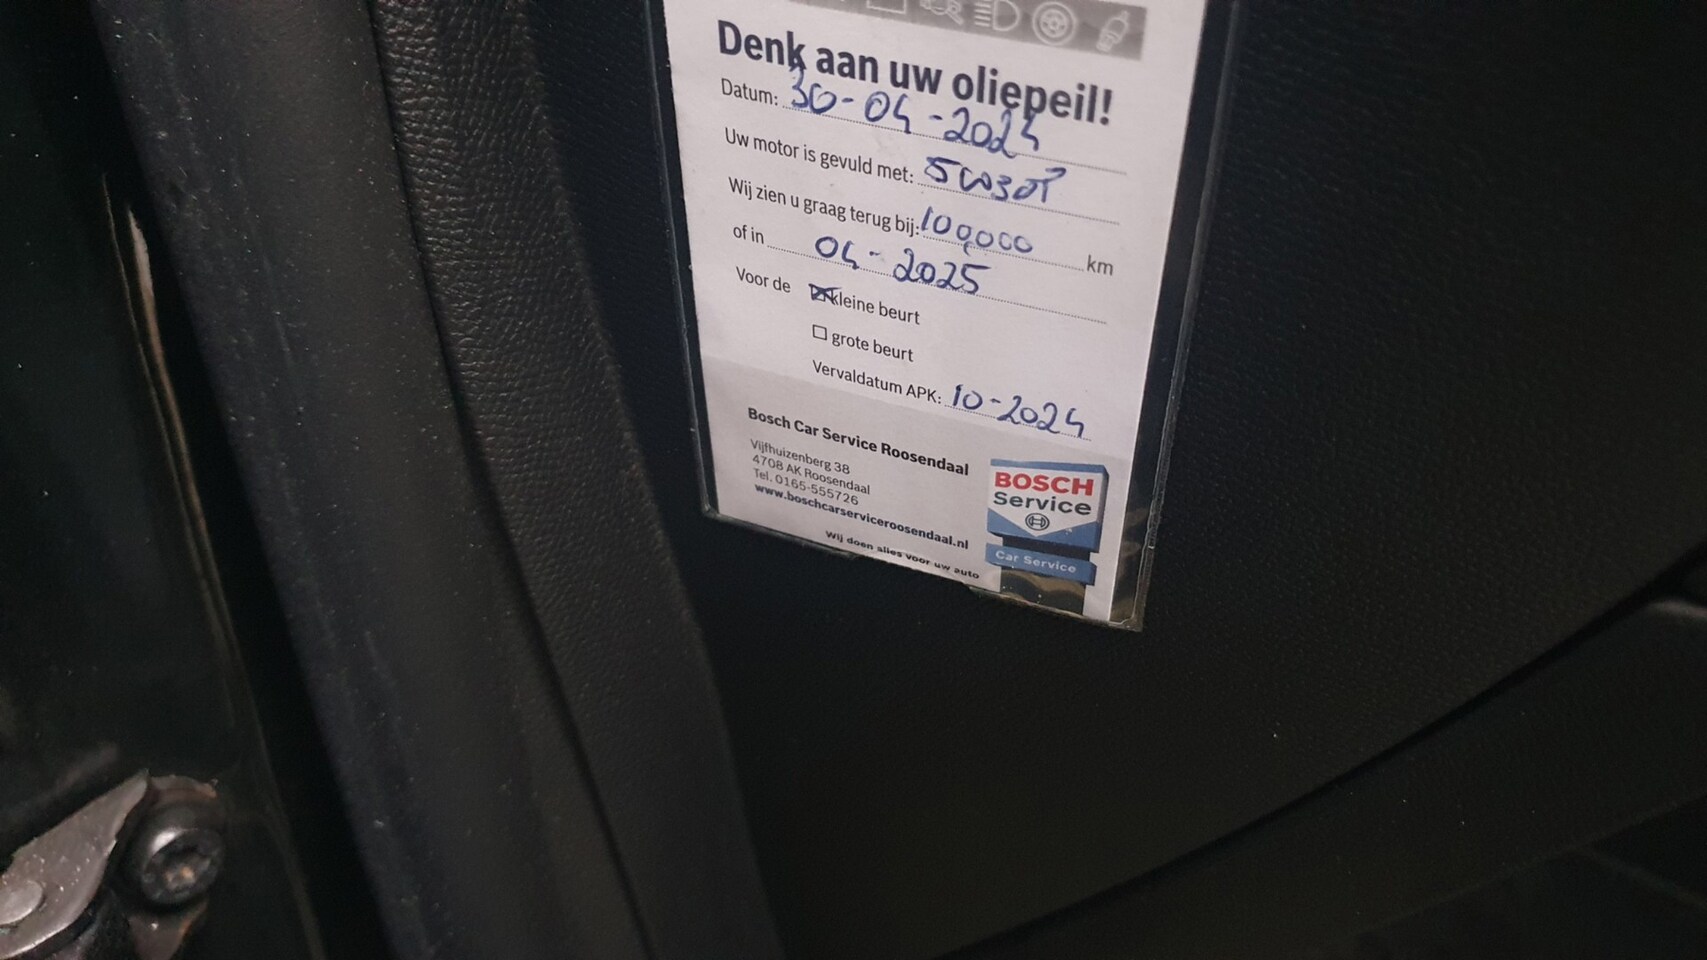 Denk aan uw oliepeil!
Datum: 30-04-2024
Uw motor is gevuld met: 5W30P
Wij zien u graag terug bij: 100,000 km
of in 04-2025
Voor de kleine beurt
grote beurt
Vervaldatum APK: 10-2024
Bosch Car Service Roosendaal
Vijfhuizenberg 38
4708 AK Roosendaal
Tel. 0165-555726
www.boschcarserviceroosendaal.nl
Wij doen alles voor uw auto
BOSCH
Service
Car Service